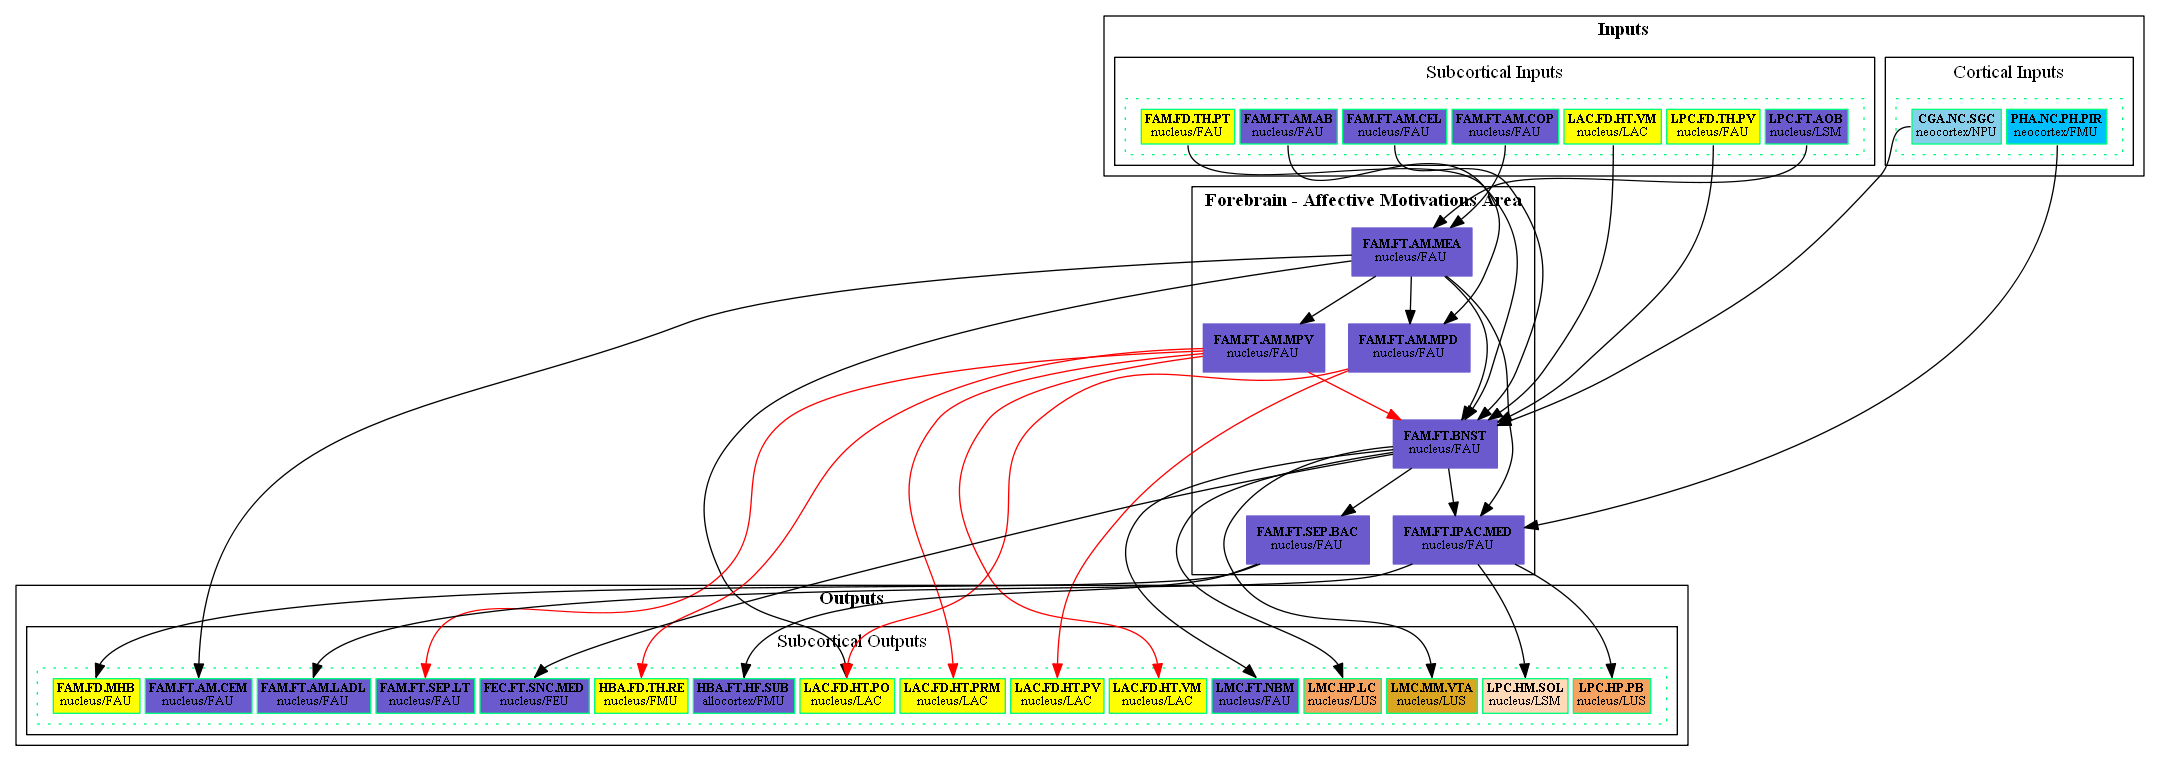 Inputs
Subcortical Inputs
Cortical Inputs
FAM.FD.TH.PT
nucleus/FAU
FAM.FT.AM.AB
nucleus/FAU
FAM.FT.AM.CEL
nucleus/FAU
FAM.FT.AM.COP
nucleus/FAU
LAC.FD.HT.VM
nucleus/LAC
LPC.FD.TH.PV
nucleus/FAU
LPC.FT.AOB
nucleus/LSM
CGA.NC.SGC
neocortex/NPU
PHA.NC.PH.PIR
neocortex/FMU
Forebrain - Affective Motivations Area
FAM.FT.AM.MEA
nucleus/FAU
FAM.FT.AM.MPV
nucleus/FAU
FAM.FT.AM.MPD
nucleus/FAU
FAM.FT.BNST
nucleus/FAU
FAM.FT.SEP.BAC
nucleus/FAU
FAM.FT.IPAC.MED
nucleus/FAU
Outputs
Subcortical Outputs
FAM.FD.MHB
nucleus/FAU
FAM.FT.AM.CEM
nucleus/FAU
FAM.FT.AM.LADL
nucleus/FAU
FAM.FT.SEP.LT
nucleus/FAU
FEC.FT.SNC.MED
nucleus/FEU
HBA.FD.TH.RE
nucleus/FMU
HBA.FT.HF.SUB
allocortex/FMU
LAC.FD.HT.PO
nucleus/LAC
LAC.FD.HT.PRM
nucleus/LAC
LAC.FD.HT.PV
nucleus/LAC
LAC.FD.HT.VM
nucleus/LAC
LMC.FT.NBM
nucleus/FAU
LMC.HP.LC
nucleus/LUS
LMC.MM.VTA
nucleus/LUS
LPC.HM.SOL
nucleus/LSM
LPC.HP.PB
nucleus/LUS